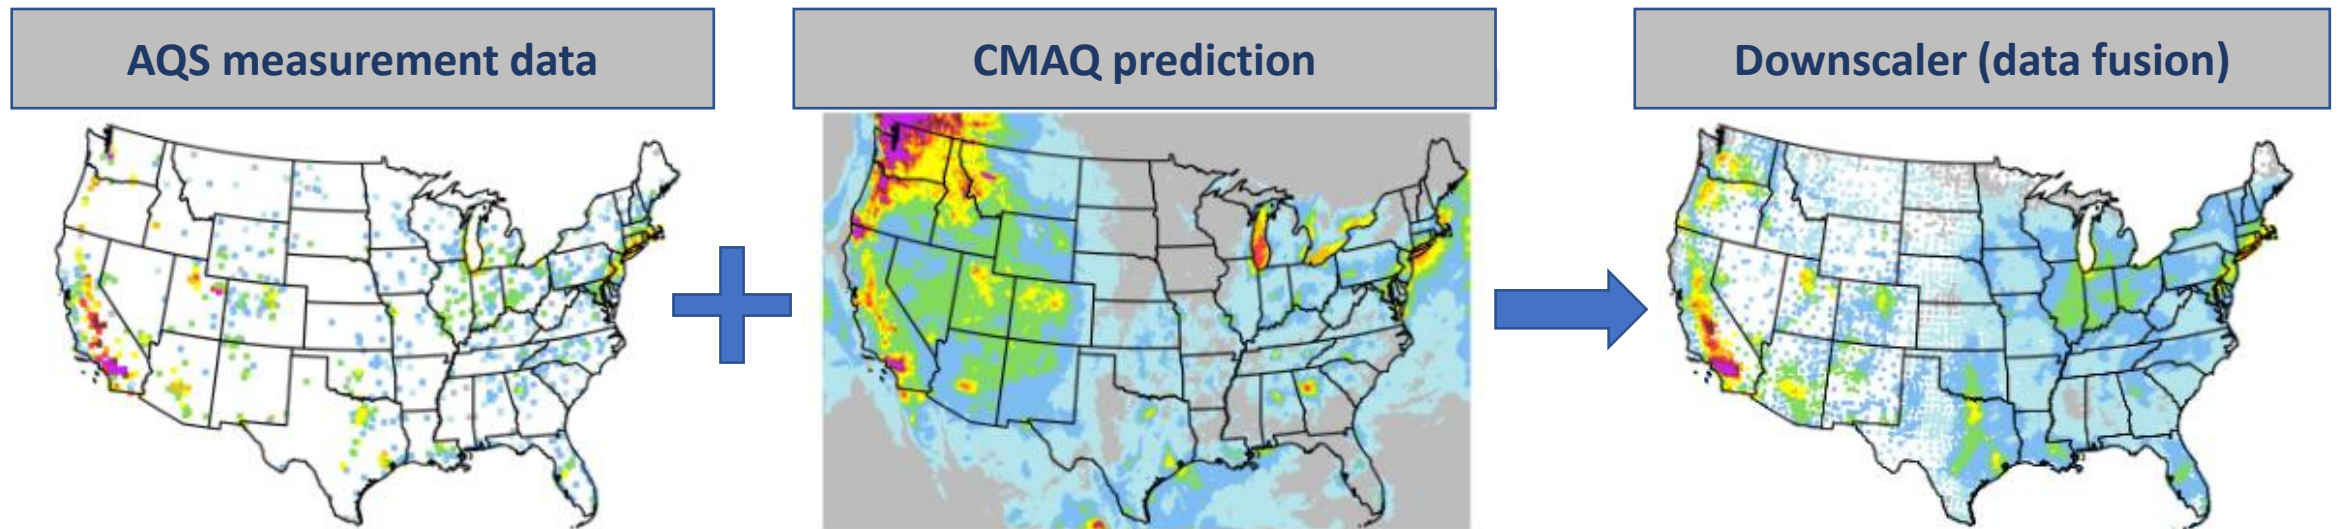 AQS measurement data
CMAQ prediction
Downscaler (data fusion)